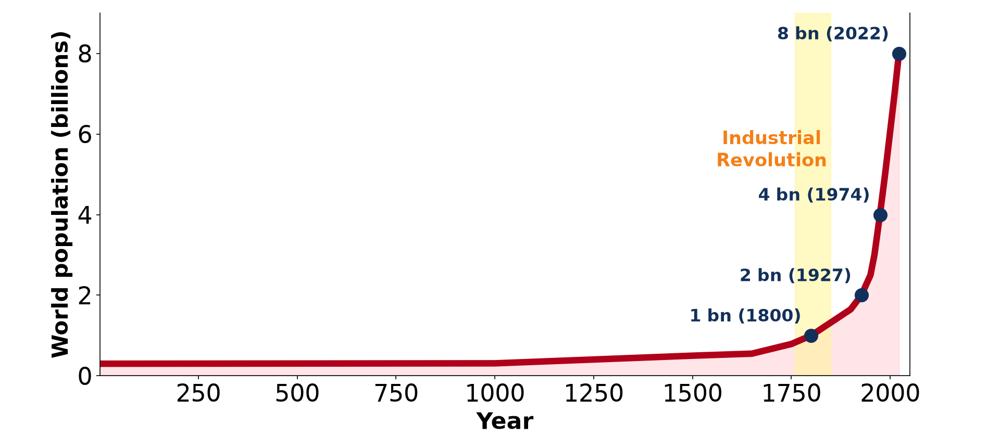 World population (billions)
8
6
4
2
0
8 bn (2022)
Industrial
Revolution
4 bn (1974)
2 bn (1927)
1 bn (1800)
250 500 750 1000 1250 1500 1750 2000
Year